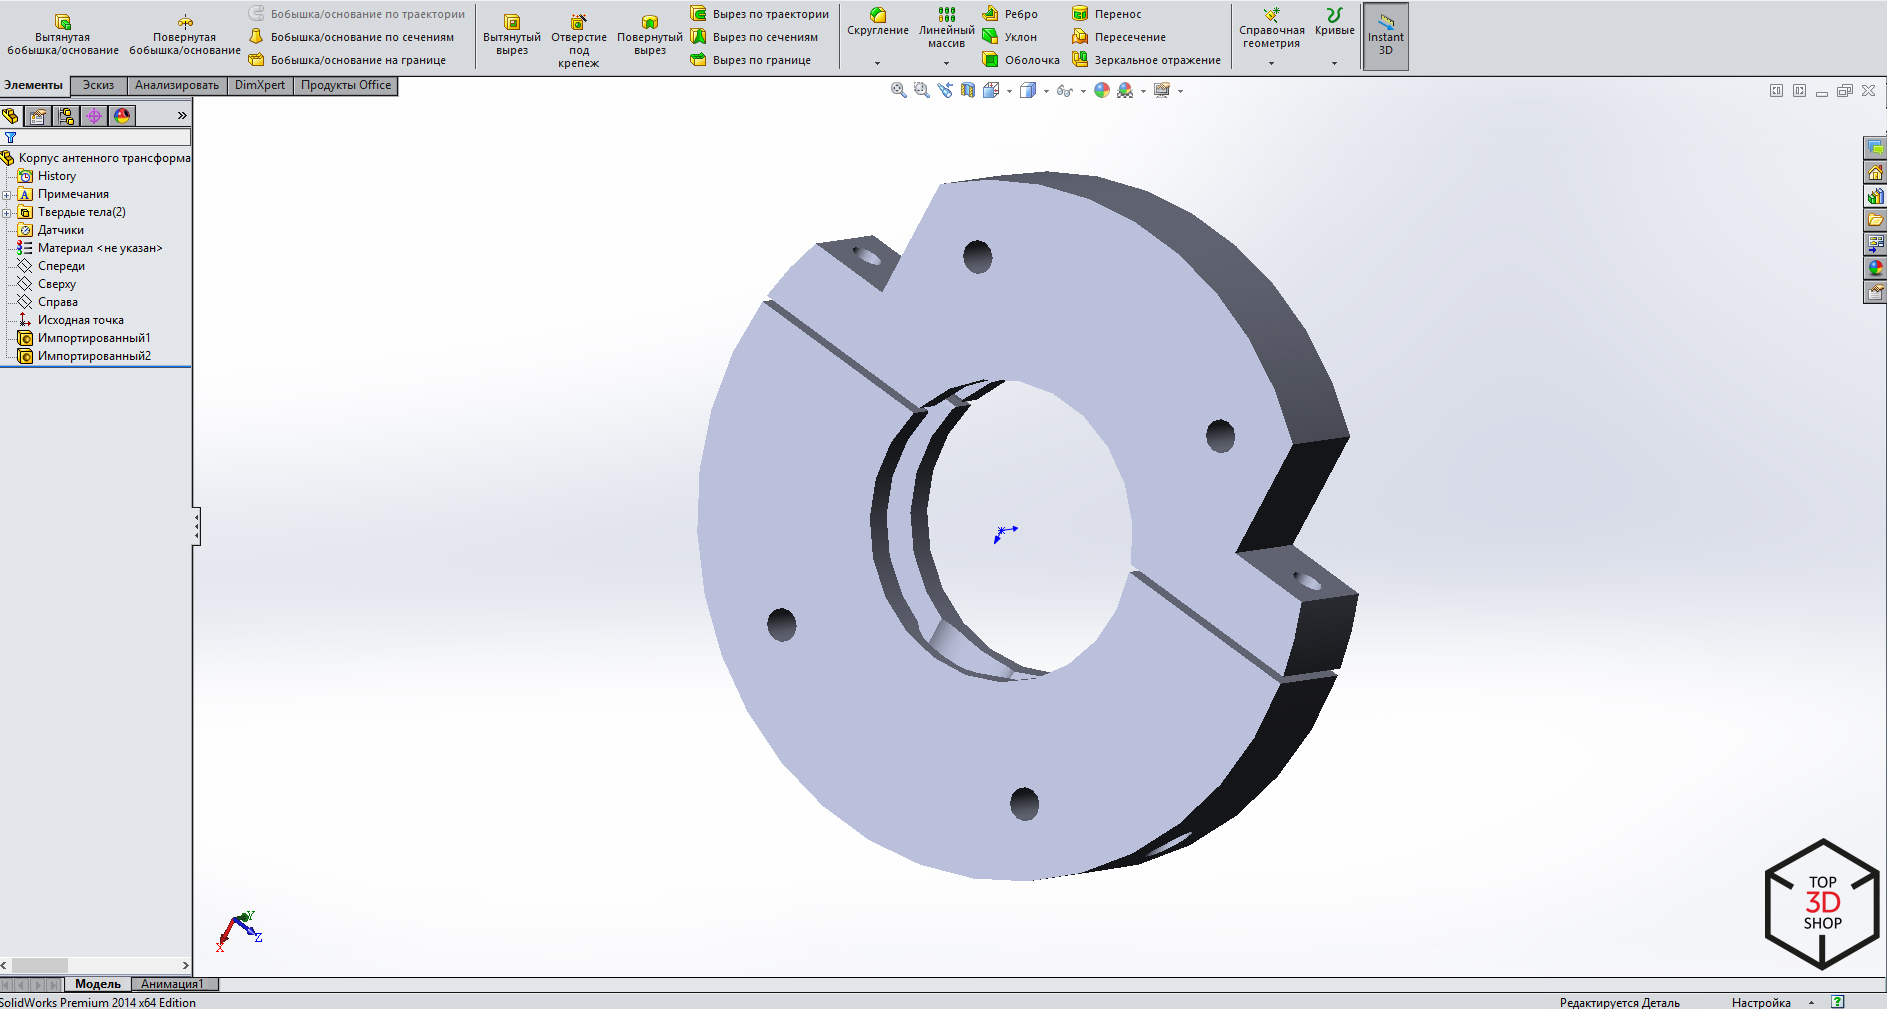 Вытянутая
бобышка/основание
Повернутая
бобышка/основание
Бобышка/основание по траектории
Бобышка/основание по сечениям
Бобышка/основание на границе
Вытянутый
вырез
Отверстие
под
крепеж
Повернутый
вырез
Вырез по траектории
Вырез по сечениям
Вырез по границе
Скругление
Линейный
массив
Ребро
Уклон
Оболочка
Перенос
Пересечение
Зеркальное отражение
Справочная
геометрия
Кривые
Instant
3D
Элементы
Эскиз
Анализировать
DimXpert
Продукты Office
Корпус антенного трансформа
History
Примечания
Твердые тела(2)
Датчики
Материал <не указан>
Спереди
Сверху
Справа
Исходная точка
Импортированный1
Импортированный2
Y
Z
X
TOP
3D
SHOP
Модель
Анимация1
SolidWorks Premium 2014 x64 Edition
Редактируется Деталь
Настройка